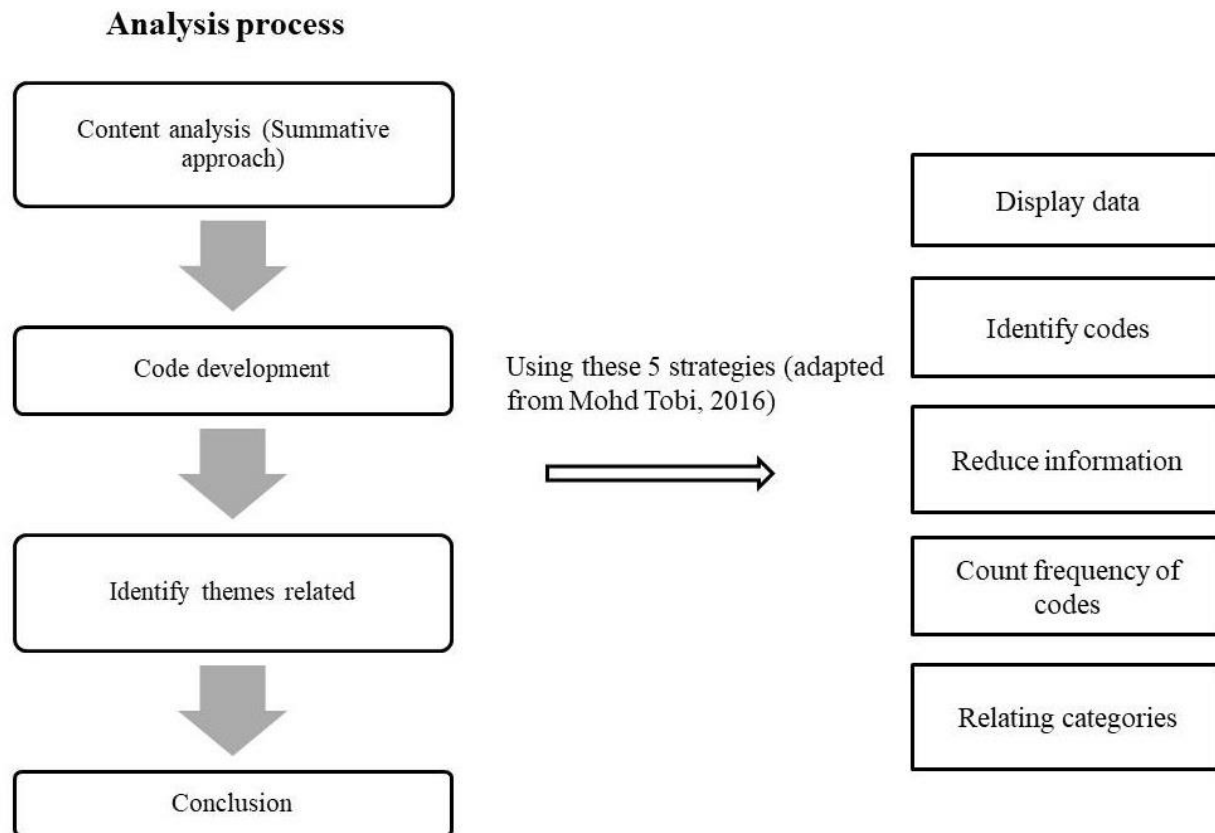 Analysis process
Content analysis (Summative
approach)
Code development
Identify themes related
Conclusion
Using these 5 strategies (adapted
from Mohd Tobi, 2016)
Display data
Identify codes
Reduce information
Count frequency of
codes
Relating categories